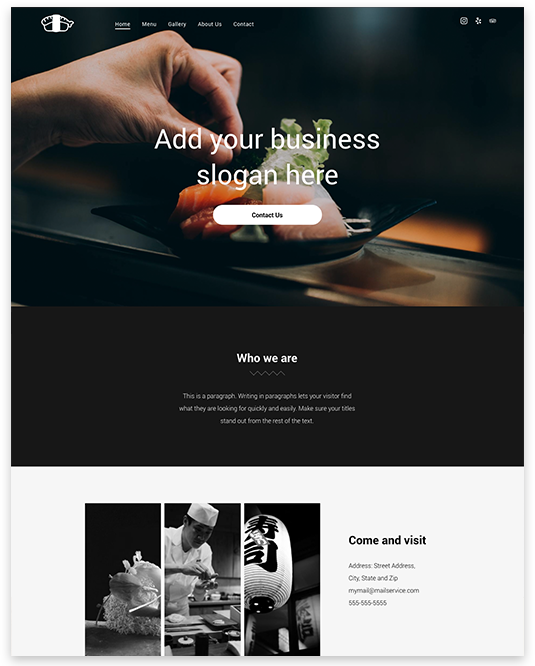 Home Menu Gallery About Us Contact
Add your business
slogan here
Contact Us
Who we are
This is a paragraph. Writing in paragraphs lets your visitor find
what they are looking for quickly and easily. Make sure your titles
stand out from the rest of the text.
寿
司
Come and visit
Address: Street Address,
City, State and Zip
mymail@mailservice.com
555-555-5555